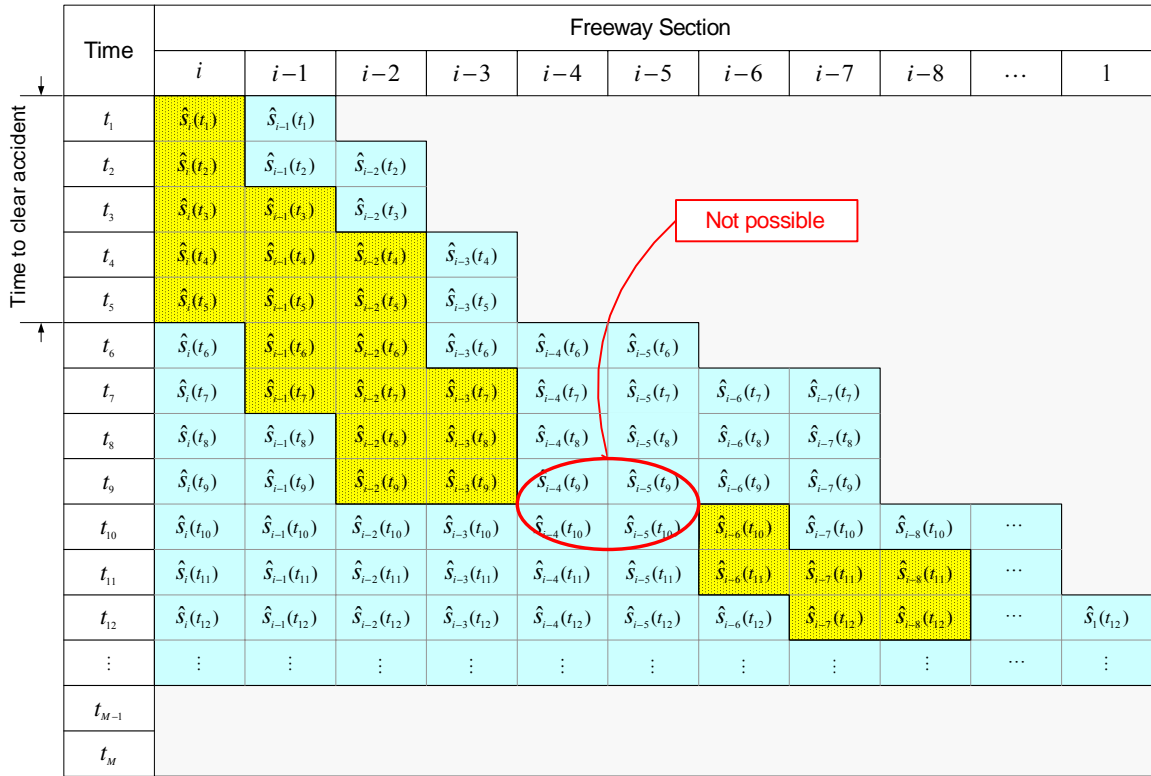 Time Freeway Section
i i−1 i−2 i−3 i−4 i−5 i−6 i−7 i−8 ⋯ 1
Time to clear accident
t₁ ŝᵢ(t₁) ŝᵢ₋₁(t₁)
t₂ ŝᵢ(t₂) ŝᵢ₋₁(t₂) ŝᵢ₋₂(t₂)
t₃ ŝᵢ(t₃) ŝᵢ₋₁(t₃) ŝᵢ₋₂(t₃)
Not possible
t₄ ŝᵢ(t₄) ŝᵢ₋₁(t₄) ŝᵢ₋₂(t₄) ŝᵢ₋₃(t₄)
t₅ ŝᵢ(t₅) ŝᵢ₋₁(t₅) ŝᵢ₋₂(t₅) ŝᵢ₋₃(t₅)
t₆ ŝᵢ(t₆) ŝᵢ₋₁(t₆) ŝᵢ₋₂(t₆) ŝᵢ₋₃(t₆) ŝᵢ₋₄(t₆) ŝᵢ₋₅(t₆)
t₇ ŝᵢ(t₇) ŝᵢ₋₁(t₇) ŝᵢ₋₂(t₇) ŝᵢ₋₃(t₇) ŝᵢ₋₄(t₇) ŝᵢ₋₅(t₇) ŝᵢ₋₆(t₇) ŝᵢ₋₇(t₇)
t₈ ŝᵢ(t₈) ŝᵢ₋₁(t₈) ŝᵢ₋₂(t₈) ŝᵢ₋₃(t₈) ŝᵢ₋₄(t₈) ŝᵢ₋₅(t₈) ŝᵢ₋₆(t₈) ŝᵢ₋₇(t₈)
t₉ ŝᵢ(t₉) ŝᵢ₋₁(t₉) ŝᵢ₋₂(t₉) ŝᵢ₋₃(t₉) ŝᵢ₋₄(t₉) ŝᵢ₋₅(t₉) ŝᵢ₋₆(t₉) ŝᵢ₋₇(t₉)
t₁₀ ŝᵢ(t₁₀) ŝᵢ₋₁(t₁₀) ŝᵢ₋₂(t₁₀) ŝᵢ₋₃(t₁₀) ŝᵢ₋₄(t₁₀) ŝᵢ₋₅(t₁₀) ŝᵢ₋₆(t₁₀) ŝᵢ₋₇(t₁₀) ŝᵢ₋₈(t₁₀) ⋯
t₁₁ ŝᵢ(t₁₁) ŝᵢ₋₁(t₁₁) ŝᵢ₋₂(t₁₁) ŝᵢ₋₃(t₁₁) ŝᵢ₋₄(t₁₁) ŝᵢ₋₅(t₁₁) ŝᵢ₋₆(t₁₁) ŝᵢ₋₇(t₁₁) ŝᵢ₋₈(t₁₁) ⋯
t₁₂ ŝᵢ(t₁₂) ŝᵢ₋₁(t₁₂) ŝᵢ₋₂(t₁₂) ŝᵢ₋₃(t₁₂) ŝᵢ₋₄(t₁₂) ŝᵢ₋₅(t₁₂) ŝᵢ₋₆(t₁₂) ŝᵢ₋₇(t₁₂) ŝᵢ₋₈(t₁₂) ⋯ ŝ₁(t₁₂)
⋮ ⋮ ⋮ ⋮ ⋮ ⋮ ⋮ ⋮ ⋮ ⋮ ⋯ ⋮
t_{M−1}
t_M